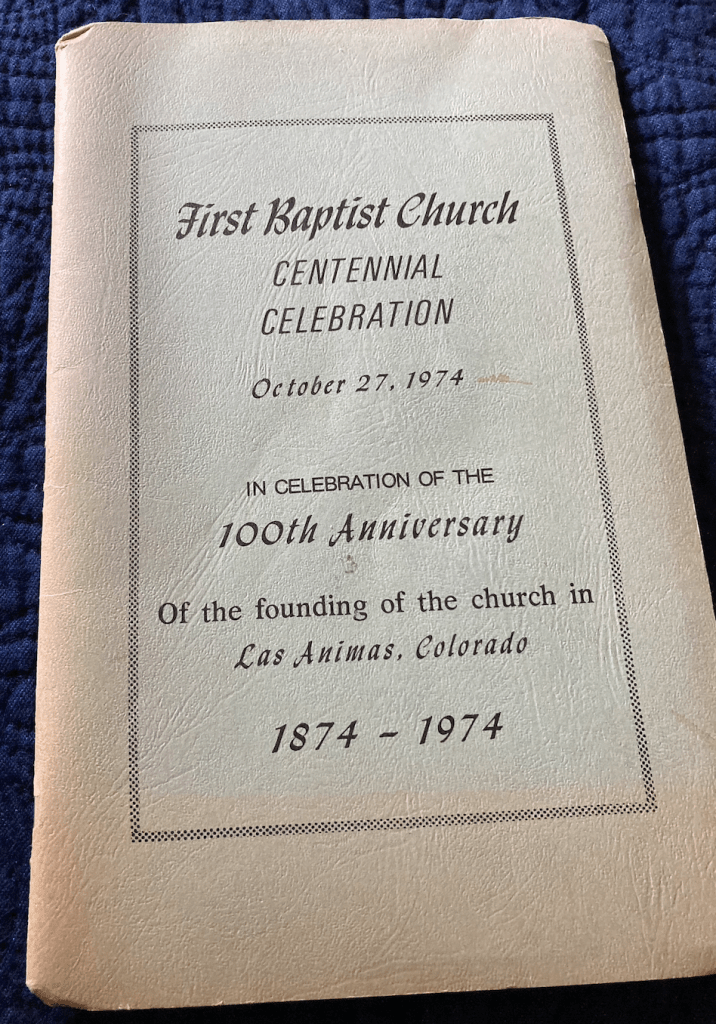 First Baptist Church
CENTENNIAL
CELEBRATION
October 27, 1974
IN CELEBRATION OF THE
100th Anniversary
Of the founding of the church in
Las Animas, Colorado
1874 - 1974